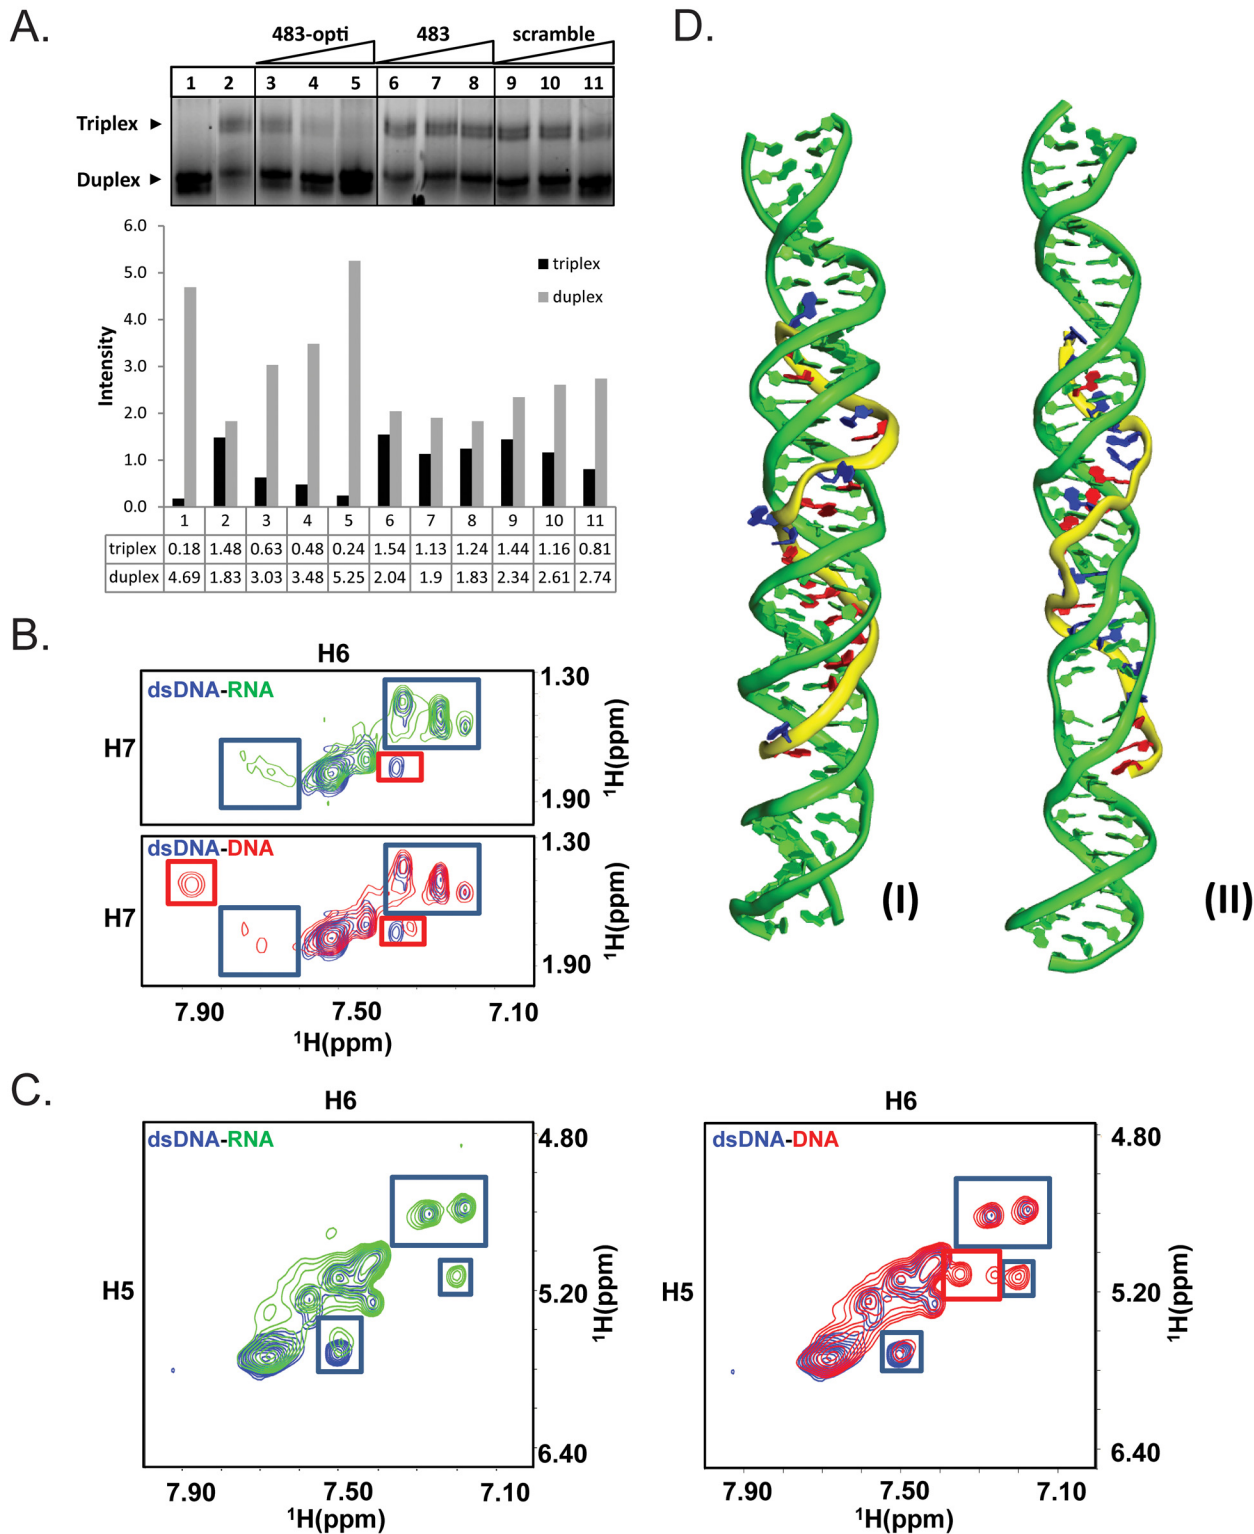 A.
483-opti 483 scramble
1 2 3 4 5 6 7 8 9 10 11
Triplex
Duplex
6.0
5.0
4.0
3.0
2.0
1.0
0.0
Intensity
triplex
duplex
1 2 3 4 5 6 7 8 9 10 11
triplex 0.18 1.48 0.63 0.48 0.24 1.54 1.13 1.24 1.44 1.16 0.81
duplex 4.69 1.83 3.03 3.48 5.25 2.04 1.9 1.83 2.34 2.61 2.74
B.
H6
dsDNA-RNA
H7
1.30
1.90
1H(ppm)
dsDNA-DNA
H7
1.30
1.90
1H(ppm)
7.90 7.50 7.10
1H(ppm)
C.
H6
dsDNA-RNA
H5
4.80
5.20
6.40
1H(ppm)
7.90 7.50 7.10
1H(ppm)
H6
dsDNA-DNA
H5
4.80
5.20
6.40
1H(ppm)
7.90 7.50 7.10
1H(ppm)
D.
(I) (II)